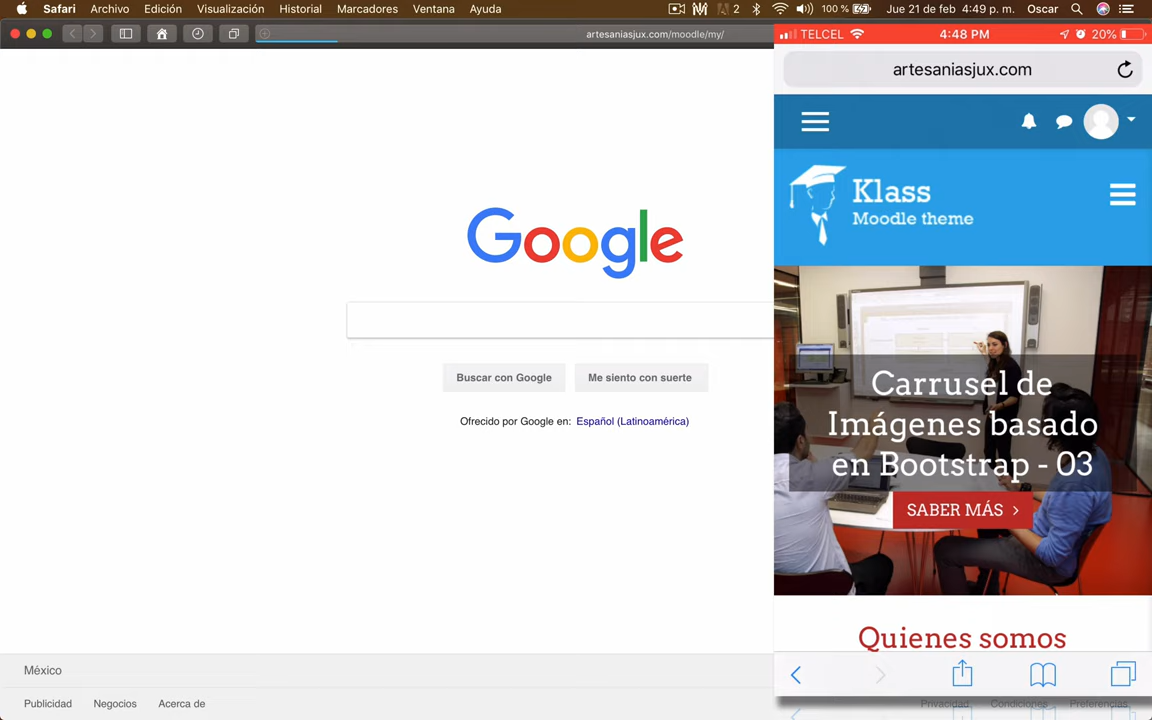 Safari Archivo Edición Visualización Historial Marcadores Ventana Ayuda 2 100 % Jue 21 de feb 4:49 p. m. Oscar
artesaniasjux.com/moodle/my/
TELCEL 4:48 PM 20%
artesaniasjux.com
Klass
Moodle theme
Google
Carrusel de
Imágenes basado
en Bootstrap - 03
SABER MÁS
Buscar con Google Me siento con suerte
Ofrecido por Google en: Español (Latinoamérica)
Quienes somos
México
Publicidad Negocios Acerca de Privacidad Condiciones Preferencias